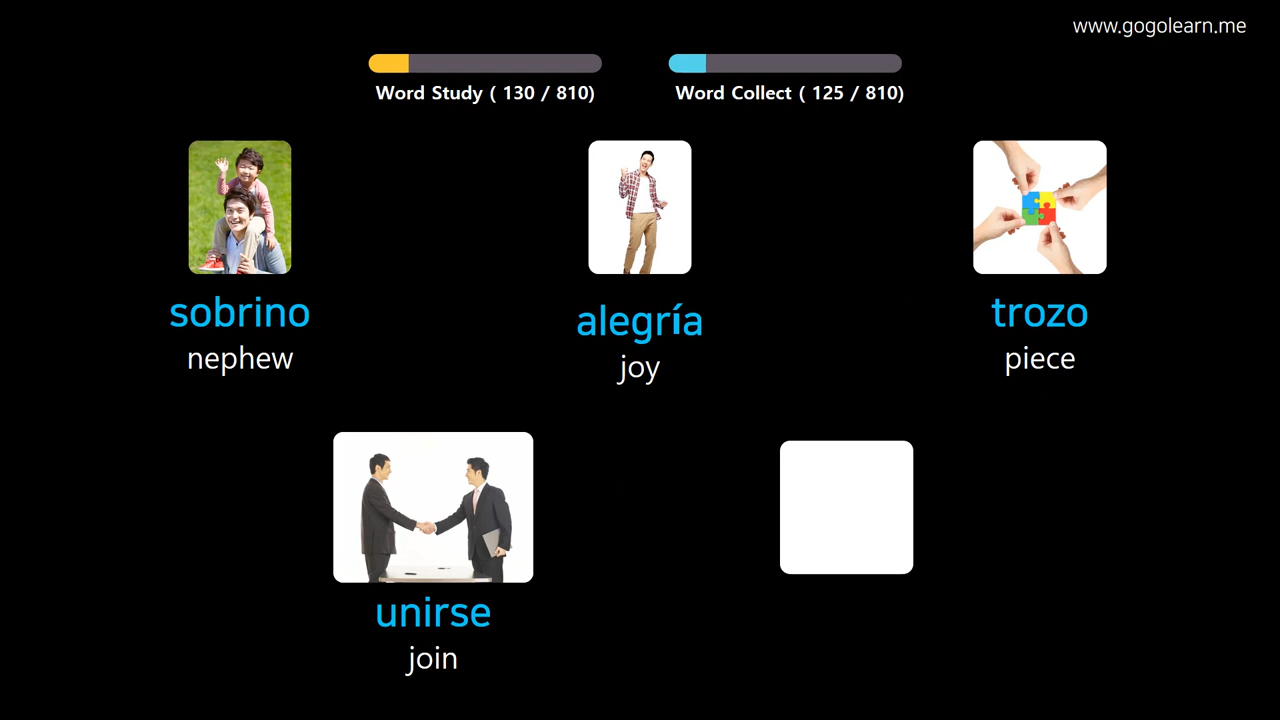 www.gogolearn.me
Word Study ( 130 / 810)
Word Collect ( 125 / 810)
sobrino
nephew
alegría
joy
trozo
piece
unirse
join